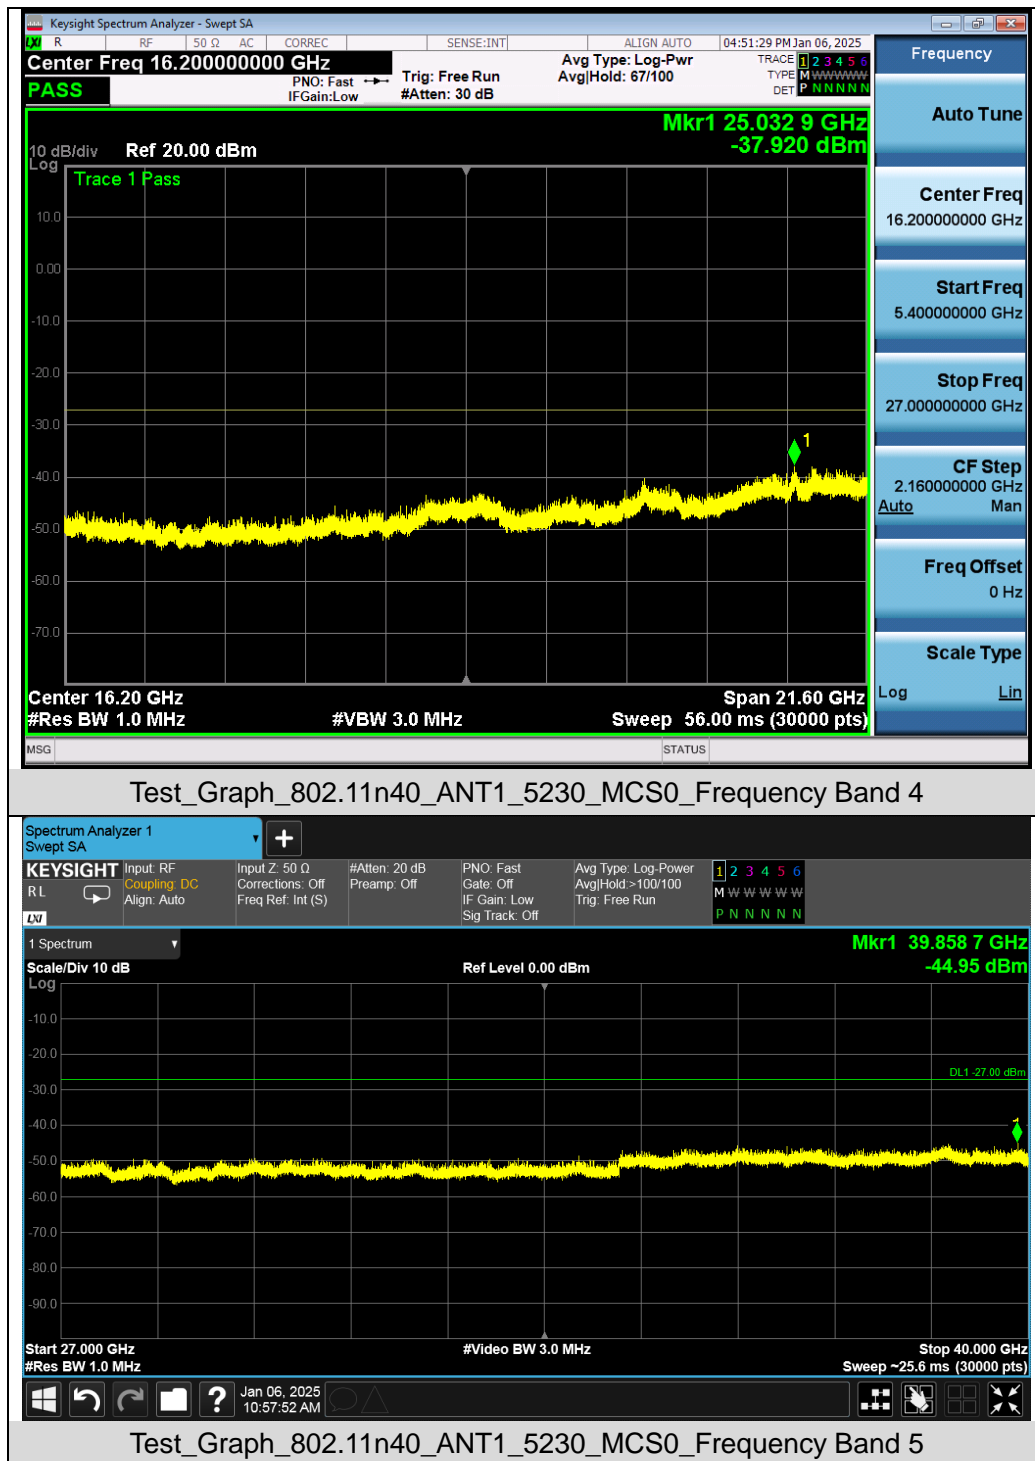 Keysight Spectrum Analyzer - Swept SA
LXI R RF 50 Ω AC CORREC SENSE:INT ALIGN AUTO 04:51:29 PM Jan 06, 2025
Center Freq 16.200000000 GHz
PASS
PNO: Fast
IFGain:Low
Trig: Free Run
#Atten: 30 dB
Avg Type: Log-Pwr
Avg|Hold: 67/100
TRACE 1 2 3 4 5 6
TYPE M W W W W W
DET P N N N N N
Mkr1 25.032 9 GHz
-37.920 dBm
10 dB/div Ref 20.00 dBm
Log
Trace 1 Pass
10.0
0.00
-10.0
-20.0
-30.0
1
-40.0
-50.0
-60.0
-70.0
Center 16.20 GHz Span 21.60 GHz
#Res BW 1.0 MHz #VBW 3.0 MHz Sweep 56.00 ms (30000 pts)
MSG STATUS
Frequency
Auto Tune
Center Freq
16.200000000 GHz
Start Freq
5.400000000 GHz
Stop Freq
27.000000000 GHz
CF Step
2.160000000 GHz
Auto Man
Freq Offset
0 Hz
Scale Type
Log Lin
Test_Graph_802.11n40_ANT1_5230_MCS0_Frequency Band 4
Spectrum Analyzer 1
Swept SA
+
KEYSIGHT
RL
LXI
Input: RF
Coupling: DC
Align: Auto
Input Z: 50 Ω
Corrections: Off
Freq Ref: Int (S)
#Atten: 20 dB
Preamp: Off
PNO: Fast
Gate: Off
IF Gain: Low
Sig Track: Off
Avg Type: Log-Power
Avg|Hold:>100/100
Trig: Free Run
1 2 3 4 5 6
M W W W W W
P N N N N N
1 Spectrum
Mkr1 39.858 7 GHz
-44.95 dBm
Scale/Div 10 dB Ref Level 0.00 dBm
Log
-10.0
-20.0
DL1 -27.00 dBm
-30.0
-40.0
1
-50.0
-60.0
-70.0
-80.0
-90.0
Start 27.000 GHz #Video BW 3.0 MHz Stop 40.000 GHz
#Res BW 1.0 MHz Sweep ~25.6 ms (30000 pts)
?
Jan 06, 2025
10:57:52 AM
Test_Graph_802.11n40_ANT1_5230_MCS0_Frequency Band 5